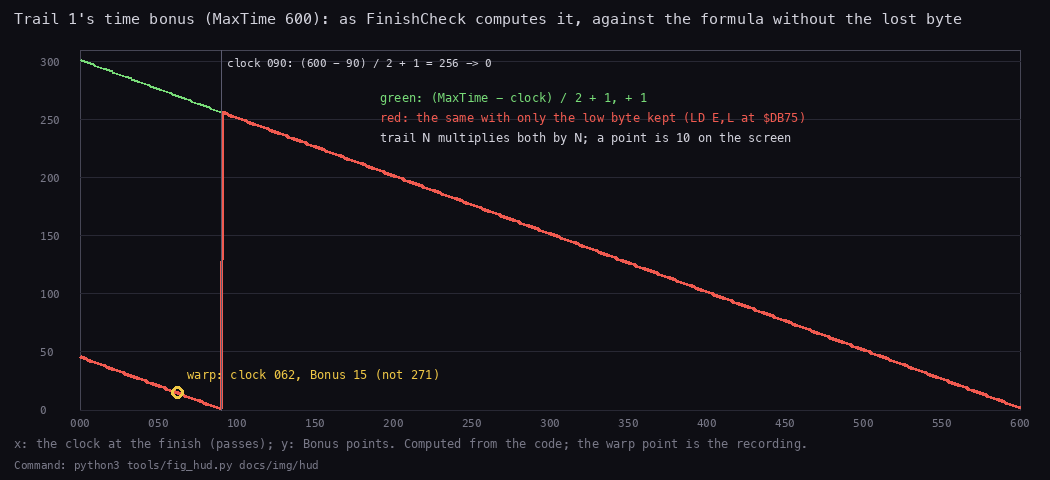 Trail 1's time bonus (MaxTime 600): as FinishCheck computes it, against the formula without the lost byte
300
clock 090: (600 − 90) / 2 + 1 = 256 —> 0
green: (MaxTime − clock) / 2 + 1, + 1
250
red: the same with only the low byte kept (LD E,L at $DB75)
trail N multiplies both by N; a point is 10 on the screen
200
150
100
50
warp: clock 062, Bonus 15 (not 271)
0
000 050 100 150 200 250 300 350 400 450 500 550 600
x: the clock at the finish (passes); y: Bonus points. Computed from the code; the warp point is the recording.
Command: python3 tools/fig_hud.py docs/img/hud